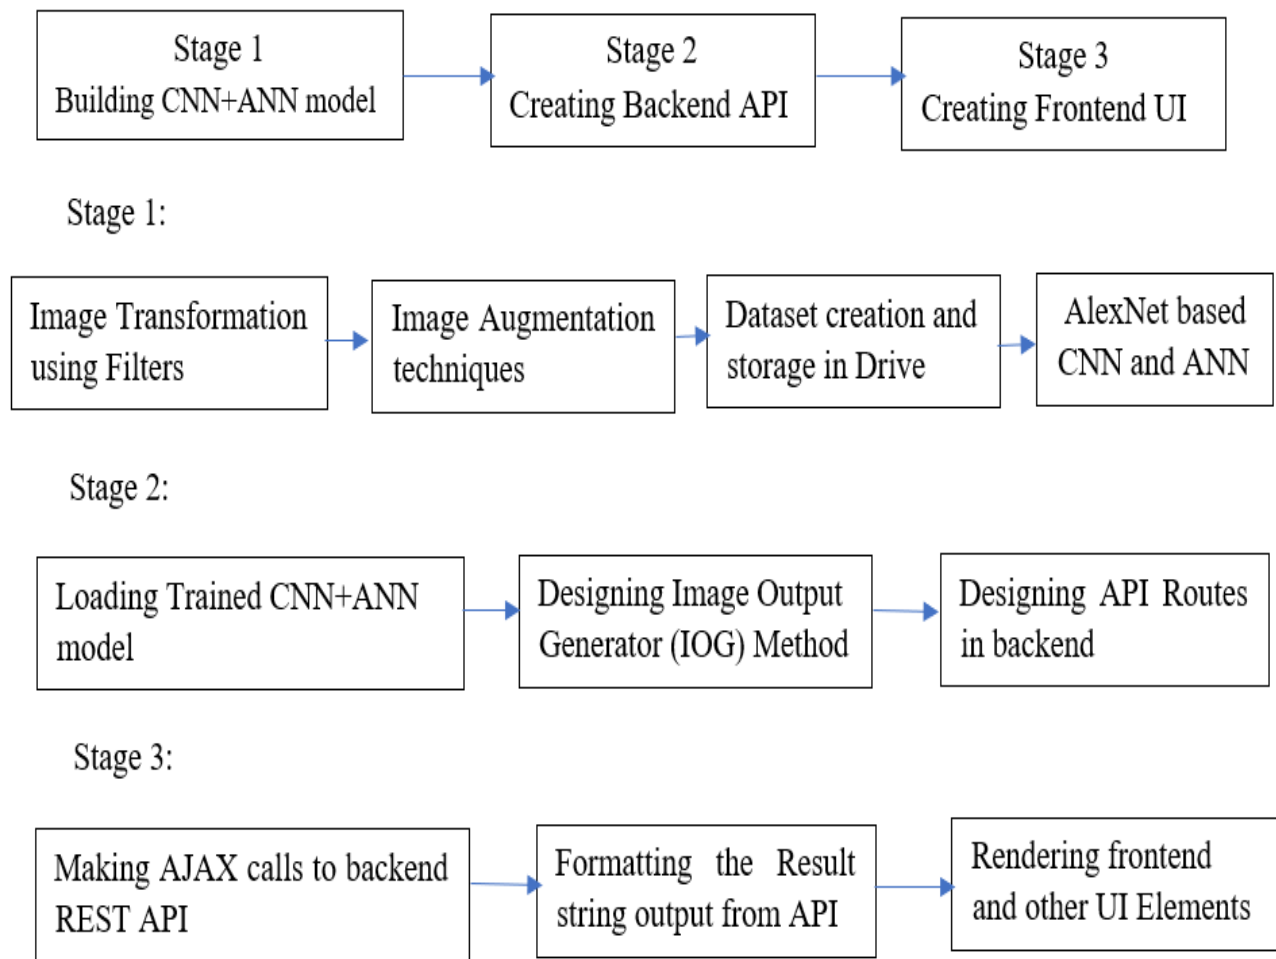 Stage 1
Building CNN+ANN model
Stage 2
Creating Backend API
Stage 3
Creating Frontend UI
Stage 1:
Image Transformation
using Filters
Image Augmentation
techniques
Dataset creation and
storage in Drive
AlexNet based
CNN and ANN
Stage 2:
Loading Trained CNN+ANN
model
Designing Image Output
Generator (IOG) Method
Designing API Routes
in backend
Stage 3:
Making AJAX calls to backend
REST API
Formatting the Result
string output from API
Rendering frontend
and other UI Elements